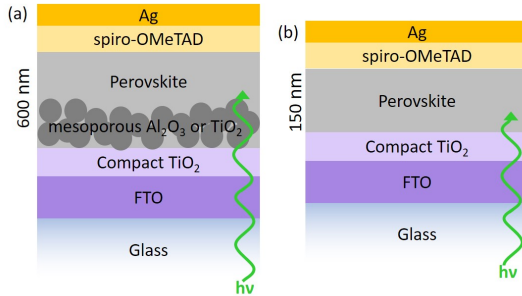 (a)
Ag
spiro-OMeTAD
Perovskite
600 nm
mesoporous Al₂O₃ or TiO₂
Compact TiO₂
FTO
Glass
hν
(b)
Ag
spiro-OMeTAD
Perovskite
150 nm
Compact TiO₂
FTO
Glass
hν